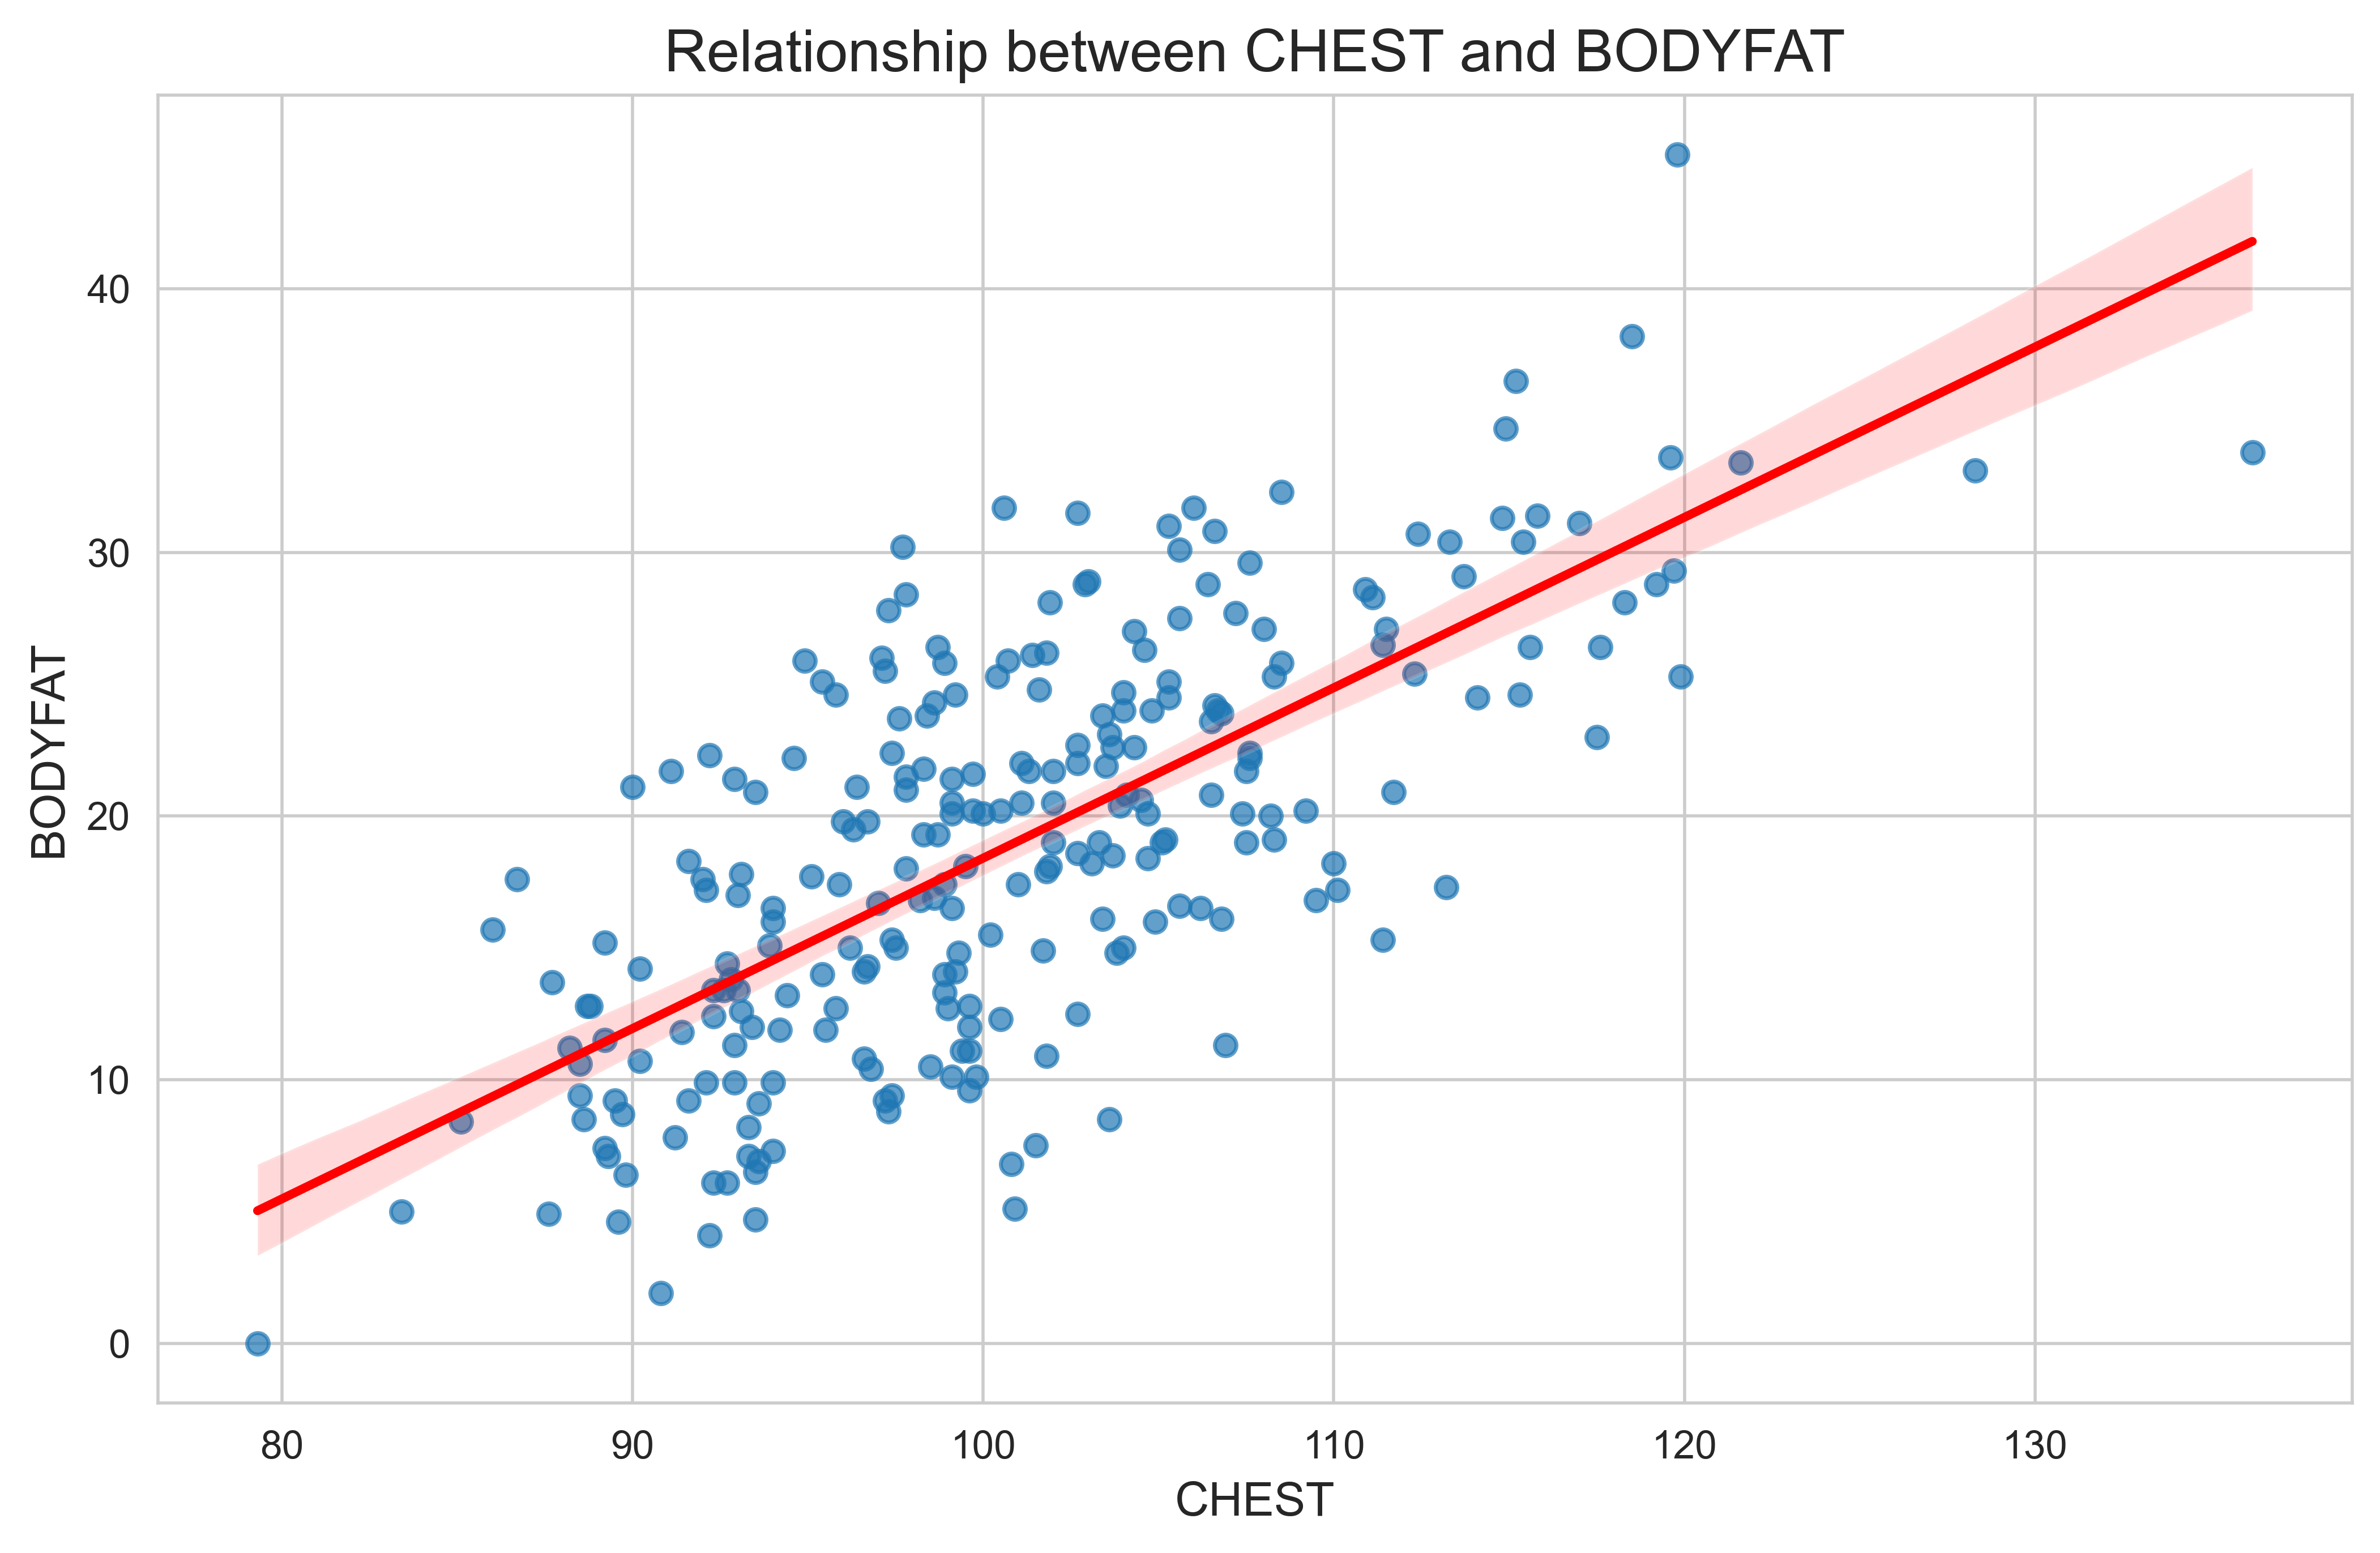 Relationship between CHEST and BODYFAT
BODYFAT
40
30
20
10
0
80 90 100 110 120 130
CHEST